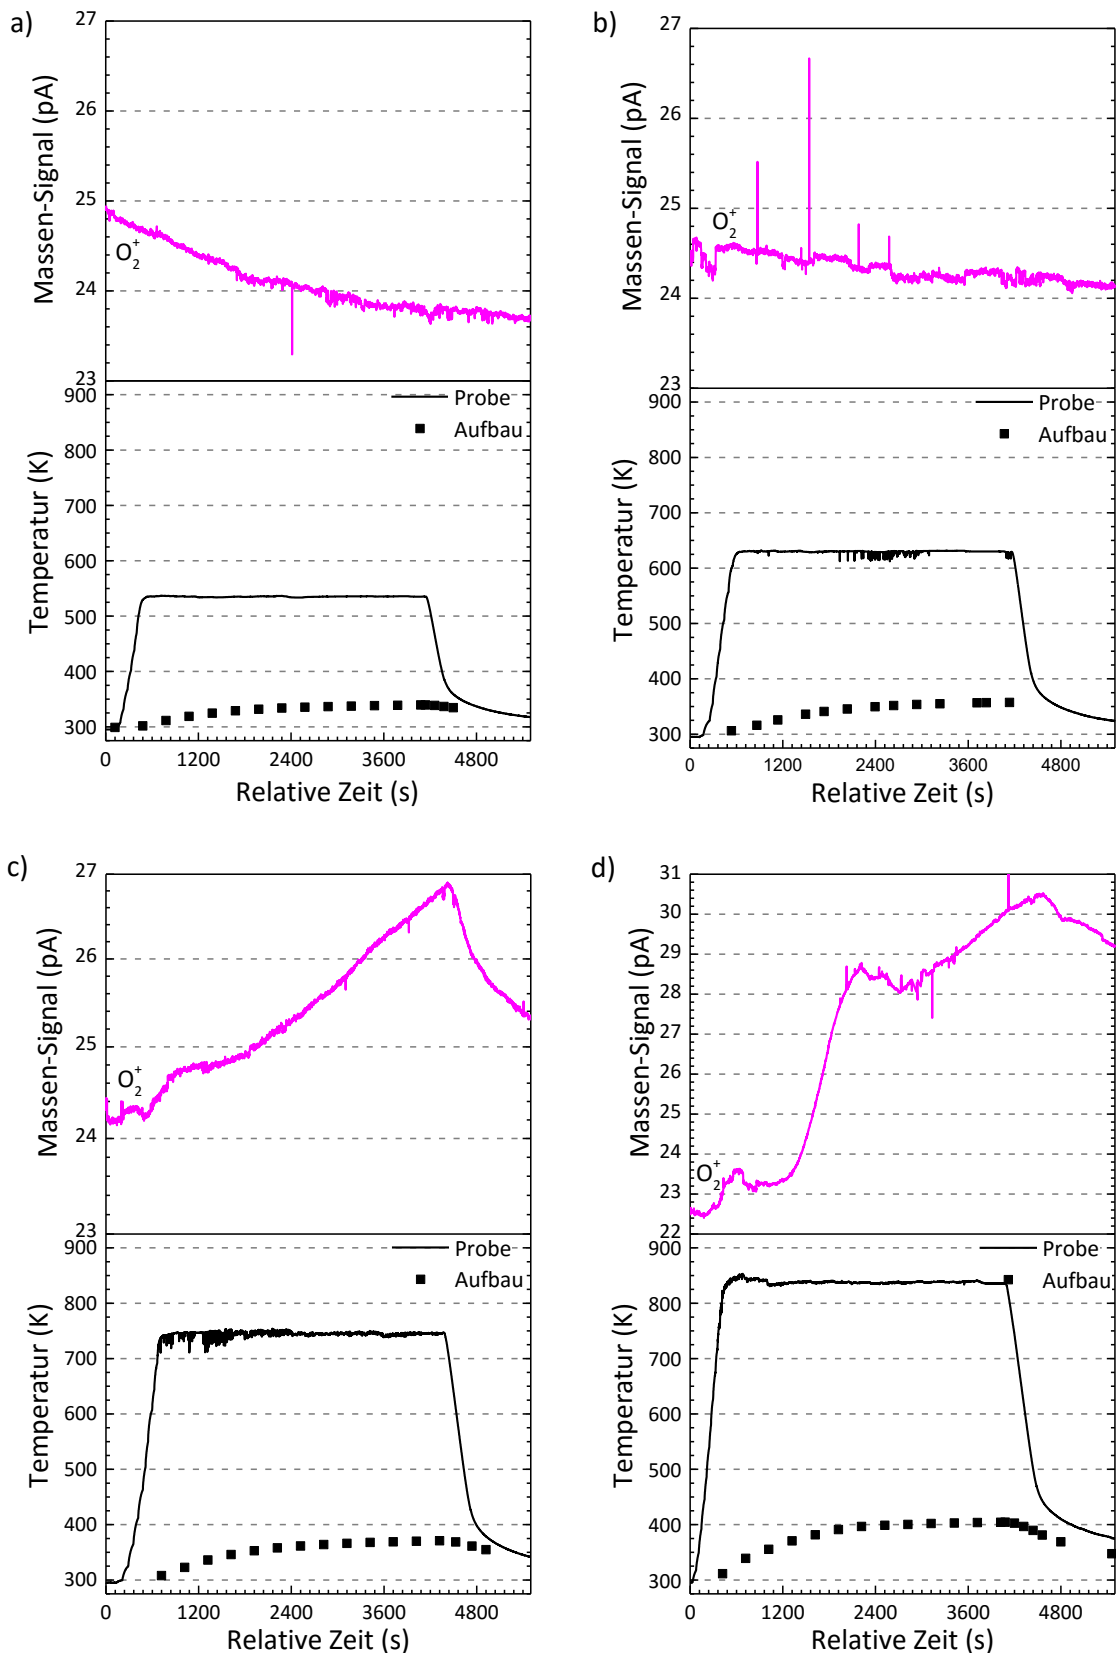 a)
27
26
25
24
23
Massen-Signal (pA)
O2+
900
800
700
600
500
400
300
Temperatur (K)
Probe
Aufbau
0 1200 2400 3600 4800
Relative Zeit (s)
b)
27
26
25
24
23
Massen-Signal (pA)
O2+
900
800
700
600
500
400
300
Temperatur (K)
Probe
Aufbau
0 1200 2400 3600 4800
Relative Zeit (s)
c)
27
26
25
24
23
Massen-Signal (pA)
O2+
900
800
700
600
500
400
300
Temperatur (K)
Probe
Aufbau
0 1200 2400 3600 4800
Relative Zeit (s)
d)
31
30
29
28
27
26
25
24
23
22
Massen-Signal (pA)
O2+
900
800
700
600
500
400
300
Temperatur (K)
Probe
Aufbau
0 1200 2400 3600 4800
Relative Zeit (s)